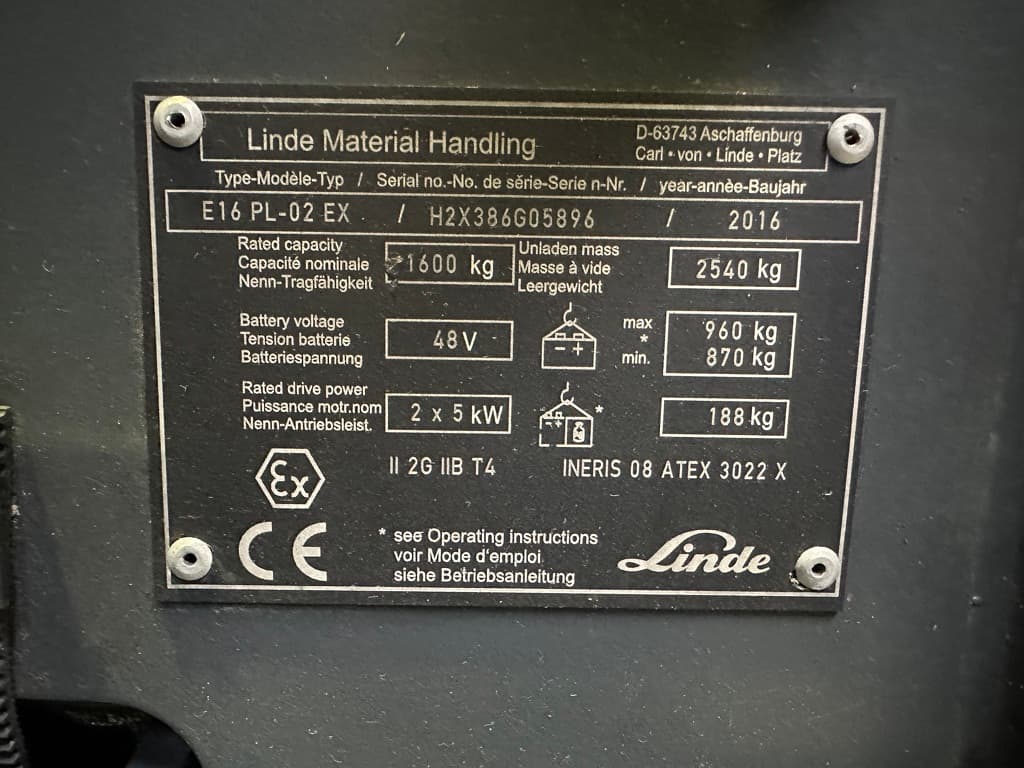 Linde Material Handling
D-63743 Aschaffenburg
Carl • von • Linde • Platz
Type-Modèle-Typ / Serial no.-No. de sërie-Serie n-Nr. / year-annèe-Baujahr
E16 PL-02 EX / H2X386G05896 / 2016
Rated capacity
Capacité nominale
Nenn-Tragfähigkeit
1600 kg
Unladen mass
Masse à vide
Leergewicht
2540 kg
Battery voltage
Tension batterie
Batteriespannung
48V
- +
max
*
min.
960 kg
870 kg
Rated drive power
Puissance motr.nom
Nenn-Antriebsleist.
2 x 5 kW
- +
*
188 kg
Ex
II 2G IIB T4
INERIS 08 ATEX 3022 X
CE
* see Operating instructions
voir Mode d'emploi
siehe Betriebsanleitung
Linde